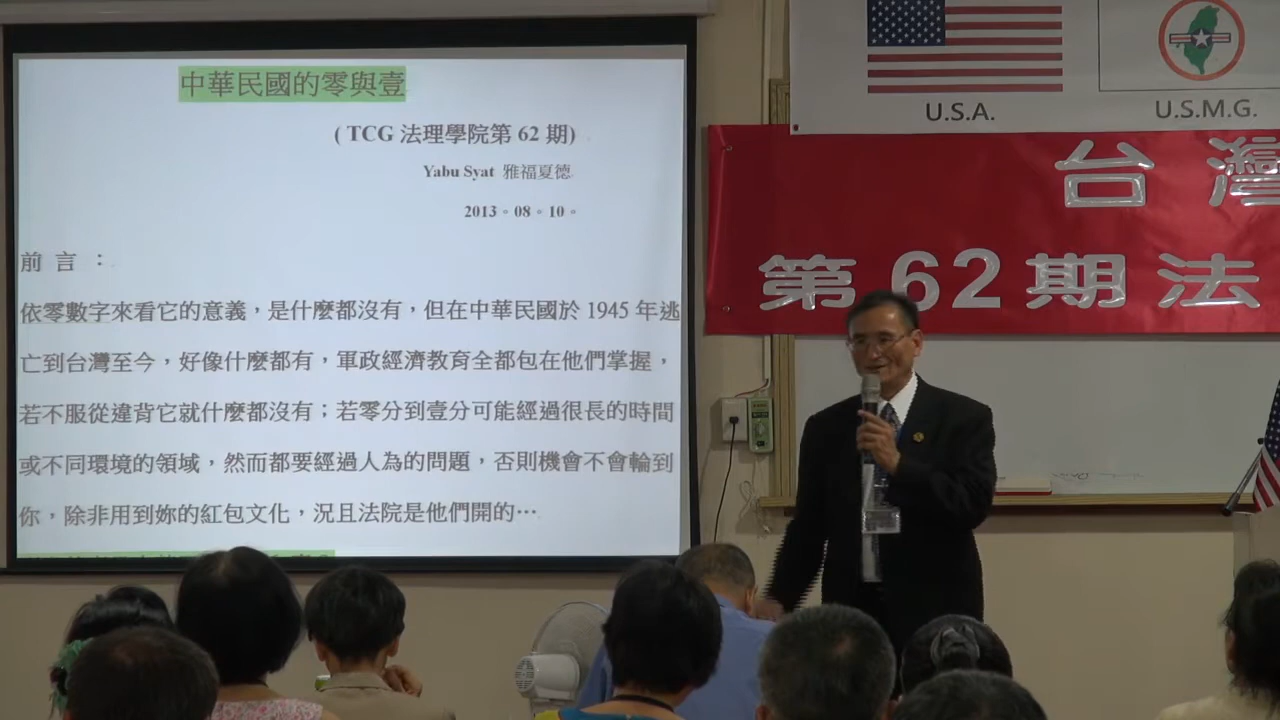 中華民國的零與壹
( TCG 法理學院第 62 期)
Yabu Syat 雅福夏德
2013。08。10。
前 言 ：
依零數字來看它的意義，是什麼都沒有，但在中華民國於 1945 年逃
亡到台灣至今，好像什麼都有，軍政經濟教育全都包在他們掌握，
若不服從違背它就什麼都沒有；若零分到壹分可能經過很長的時間
或不同環境的領域，然而都要經過人為的問題，否則機會不會輪到
你，除非用到妳的紅包文化，況且法院是他們開的…
U.S.A.
U.S.M.G.
台灣
第62期法